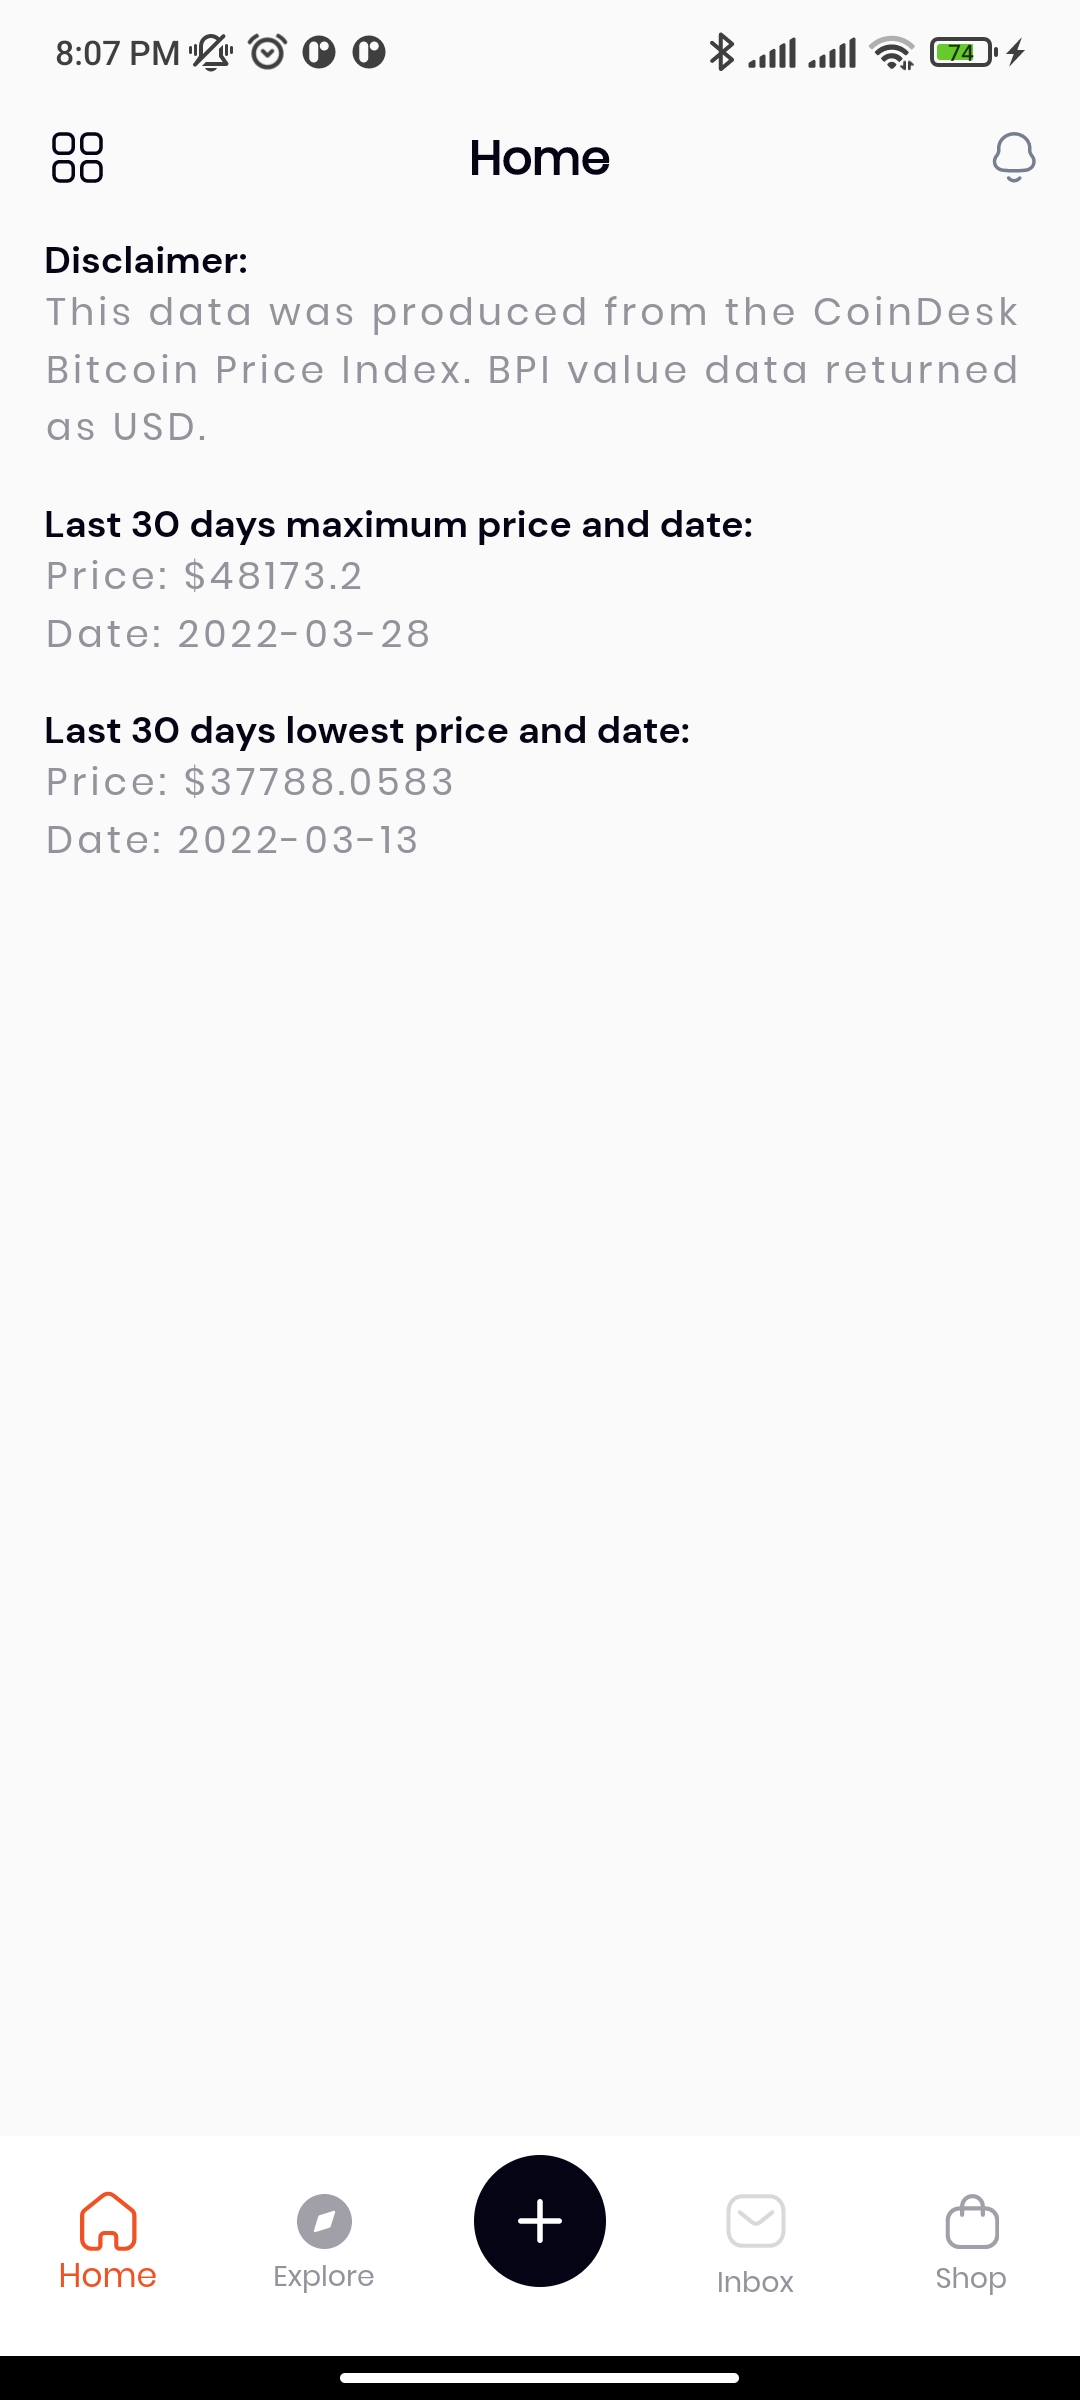 8:07 PM
74
Home
Disclaimer:
This data was produced from the CoinDesk
Bitcoin Price Index. BPI value data returned
as USD.
Last 30 days maximum price and date:
Price: $48173.2
Date: 2022-03-28
Last 30 days lowest price and date:
Price: $37788.0583
Date: 2022-03-13
Home
Explore
Inbox
Shop